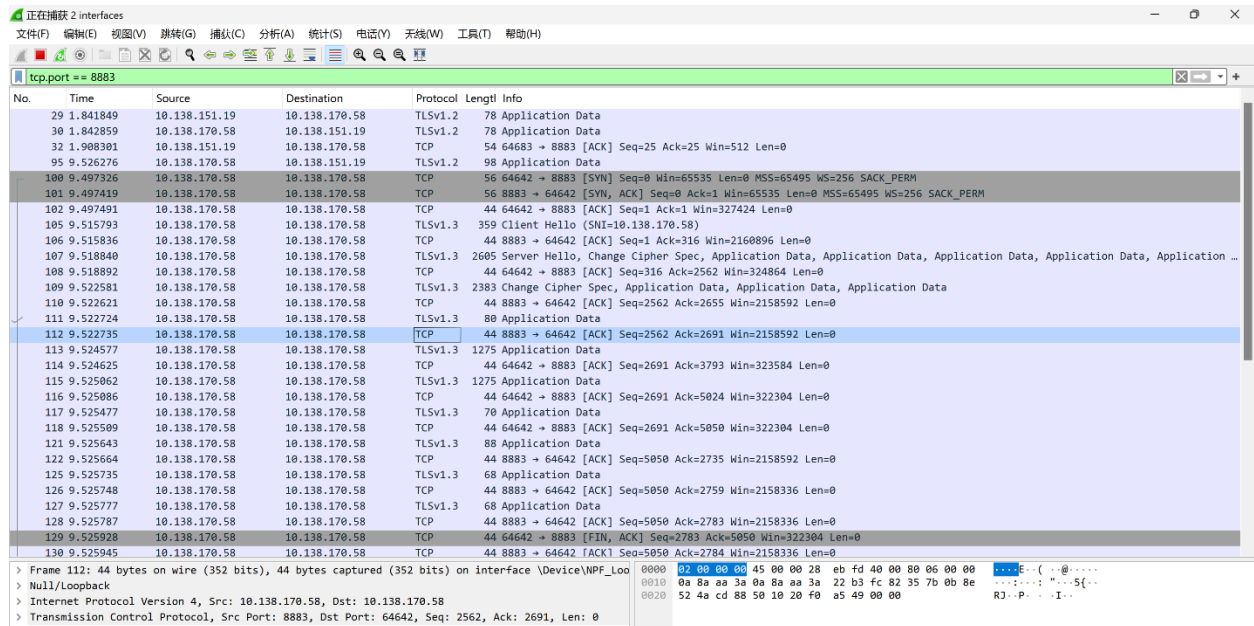 正在捕获 2 interfaces
文件(F) 编辑(E) 视图(V) 跳转(G) 捕获(C) 分析(A) 统计(S) 电话(Y) 无线(W) 工具(T) 帮助(H)
tcp.port == 8883
No. Time Source Destination Protocol Lengtl Info
29 1.841849 10.138.151.19 10.138.170.58 TLSv1.2 78 Application Data
30 1.842859 10.138.170.58 10.138.151.19 TLSv1.2 78 Application Data
32 1.908301 10.138.151.19 10.138.170.58 TCP 54 64683 → 8883 [ACK] Seq=25 Ack=25 Win=512 Len=0
95 9.526276 10.138.170.58 10.138.151.19 TLSv1.2 98 Application Data
100 9.497326 10.138.170.58 10.138.170.58 TCP 56 64642 → 8883 [SYN] Seq=0 Win=65535 Len=0 MSS=65495 WS=256 SACK_PERM
101 9.497419 10.138.170.58 10.138.170.58 TCP 56 8883 → 64642 [SYN, ACK] Seq=0 Ack=1 Win=65535 Len=0 MSS=65495 WS=256 SACK_PERM
102 9.497491 10.138.170.58 10.138.170.58 TCP 44 64642 → 8883 [ACK] Seq=1 Ack=1 Win=327424 Len=0
105 9.515793 10.138.170.58 10.138.170.58 TLSv1.3 359 Client Hello (SNI=10.138.170.58)
106 9.515836 10.138.170.58 10.138.170.58 TCP 44 8883 → 64642 [ACK] Seq=1 Ack=316 Win=2160896 Len=0
107 9.518840 10.138.170.58 10.138.170.58 TLSv1.3 2605 Server Hello, Change Cipher Spec, Application Data, Application Data, Application Data, Application Data, Application …
108 9.518892 10.138.170.58 10.138.170.58 TCP 44 64642 → 8883 [ACK] Seq=316 Ack=2562 Win=324864 Len=0
109 9.522581 10.138.170.58 10.138.170.58 TLSv1.3 2383 Change Cipher Spec, Application Data, Application Data, Application Data
110 9.522621 10.138.170.58 10.138.170.58 TCP 44 8883 → 64642 [ACK] Seq=2562 Ack=2655 Win=2158592 Len=0
111 9.522724 10.138.170.58 10.138.170.58 TLSv1.3 80 Application Data
112 9.522735 10.138.170.58 10.138.170.58 TCP 44 8883 → 64642 [ACK] Seq=2562 Ack=2691 Win=2158592 Len=0
113 9.524577 10.138.170.58 10.138.170.58 TLSv1.3 1275 Application Data
114 9.524625 10.138.170.58 10.138.170.58 TCP 44 64642 → 8883 [ACK] Seq=2691 Ack=3793 Win=323584 Len=0
115 9.525062 10.138.170.58 10.138.170.58 TLSv1.3 1275 Application Data
116 9.525086 10.138.170.58 10.138.170.58 TCP 44 64642 → 8883 [ACK] Seq=2691 Ack=5024 Win=322304 Len=0
117 9.525477 10.138.170.58 10.138.170.58 TLSv1.3 70 Application Data
118 9.525509 10.138.170.58 10.138.170.58 TCP 44 64642 → 8883 [ACK] Seq=2691 Ack=5050 Win=322304 Len=0
121 9.525643 10.138.170.58 10.138.170.58 TLSv1.3 88 Application Data
122 9.525664 10.138.170.58 10.138.170.58 TCP 44 8883 → 64642 [ACK] Seq=5050 Ack=2735 Win=2158592 Len=0
125 9.525735 10.138.170.58 10.138.170.58 TLSv1.3 68 Application Data
126 9.525748 10.138.170.58 10.138.170.58 TCP 44 8883 → 64642 [ACK] Seq=5050 Ack=2759 Win=2158336 Len=0
127 9.525777 10.138.170.58 10.138.170.58 TLSv1.3 68 Application Data
128 9.525787 10.138.170.58 10.138.170.58 TCP 44 8883 → 64642 [ACK] Seq=5050 Ack=2783 Win=2158336 Len=0
129 9.525928 10.138.170.58 10.138.170.58 TCP 44 64642 → 8883 [FIN, ACK] Seq=2783 Ack=5050 Win=322304 Len=0
130 9.525945 10.138.170.58 10.138.170.58 TCP 44 8883 → 64642 [ACK] Seq=5050 Ack=2784 Win=2158336 Len=0
Frame 112: 44 bytes on wire (352 bits), 44 bytes captured (352 bits) on interface \Device\NPF_Loo
Null/Loopback
Internet Protocol Version 4, Src: 10.138.170.58, Dst: 10.138.170.58
Transmission Control Protocol, Src Port: 8883, Dst Port: 64642, Seq: 2562, Ack: 2691, Len: 0
0000 02 00 00 00 45 00 00 28 eb fd 40 00 80 06 00 00 ····E··( ··@·····
0010 0a 8a aa 3a 0a 8a aa 3a 22 b3 fc 82 35 7b 0b 8e ···:···: "···5{··
0020 52 4a cd 88 50 10 20 f0 a5 49 00 00 RJ··P· · ·I··